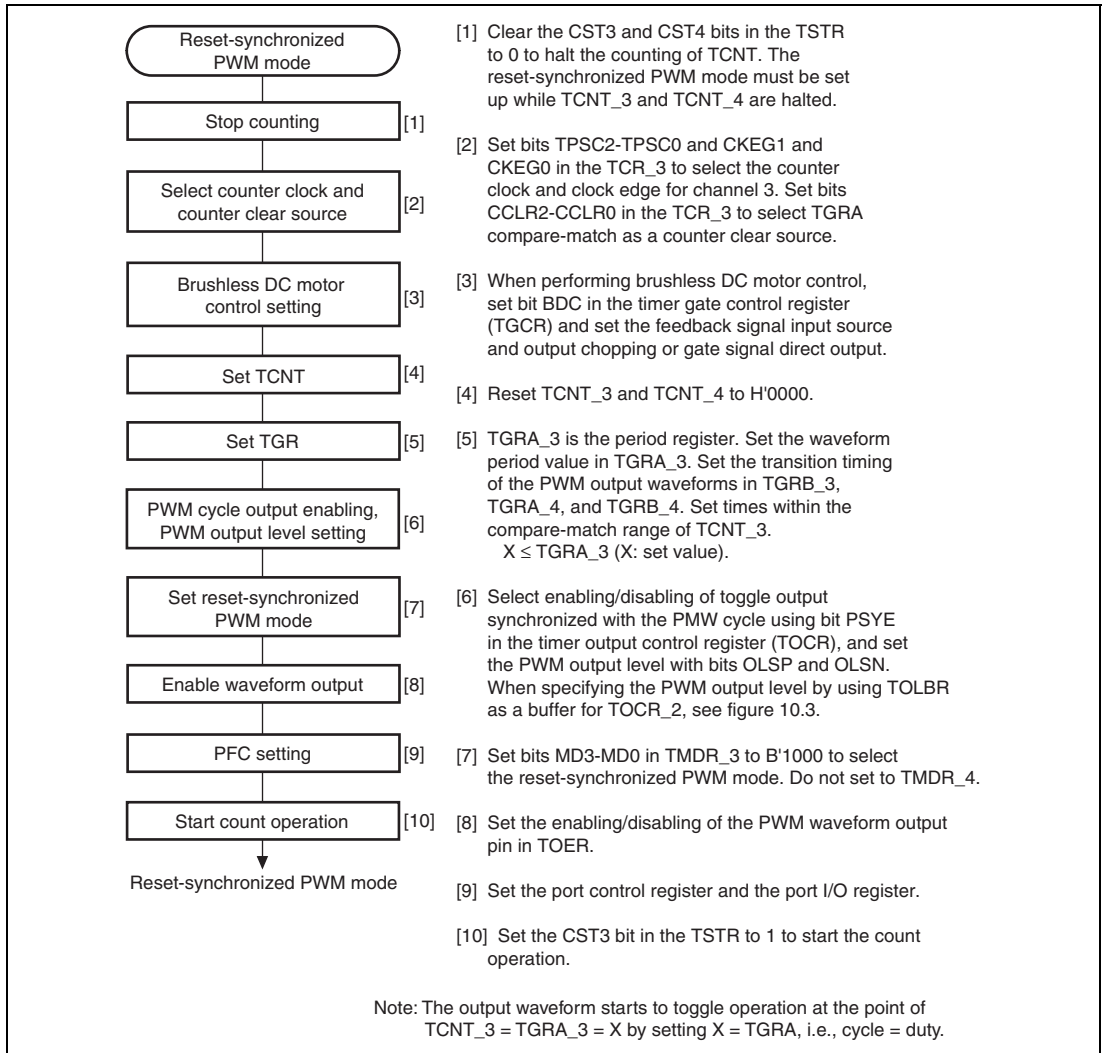 Reset-synchronized
PWM mode
Stop counting
[1]
Select counter clock and
counter clear source
[2]
Brushless DC motor
control setting
[3]
Set TCNT
[4]
Set TGR
[5]
PWM cycle output enabling,
PWM output level setting
[6]
Set reset-synchronized
PWM mode
[7]
Enable waveform output
[8]
PFC setting
[9]
Start count operation
[10]
Reset-synchronized PWM mode
[1] Clear the CST3 and CST4 bits in the TSTR
to 0 to halt the counting of TCNT. The
reset-synchronized PWM mode must be set
up while TCNT_3 and TCNT_4 are halted.
[2] Set bits TPSC2-TPSC0 and CKEG1 and
CKEG0 in the TCR_3 to select the counter
clock and clock edge for channel 3. Set bits
CCLR2-CCLR0 in the TCR_3 to select TGRA
compare-match as a counter clear source.
[3] When performing brushless DC motor control,
set bit BDC in the timer gate control register
(TGCR) and set the feedback signal input source
and output chopping or gate signal direct output.
[4] Reset TCNT_3 and TCNT_4 to H'0000.
[5] TGRA_3 is the period register. Set the waveform
period value in TGRA_3. Set the transition timing
of the PWM output waveforms in TGRB_3,
TGRA_4, and TGRB_4. Set times within the
compare-match range of TCNT_3.
X ≤ TGRA_3 (X: set value).
[6] Select enabling/disabling of toggle output
synchronized with the PMW cycle using bit PSYE
in the timer output control register (TOCR), and set
the PWM output level with bits OLSP and OLSN.
When specifying the PWM output level by using TOLBR
as a buffer for TOCR_2, see figure 10.3.
[7] Set bits MD3-MD0 in TMDR_3 to B'1000 to select
the reset-synchronized PWM mode. Do not set to TMDR_4.
[8] Set the enabling/disabling of the PWM waveform output
pin in TOER.
[9] Set the port control register and the port I/O register.
[10] Set the CST3 bit in the TSTR to 1 to start the count
operation.
Note: The output waveform starts to toggle operation at the point of
TCNT_3 = TGRA_3 = X by setting X = TGRA, i.e., cycle = duty.